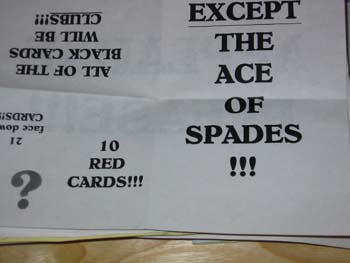 EXCEPT
THE
ACE
OF
SPADES
!!!
ALL OF THE
BLACK CARDS
WILL BE
CLUBS!!!
21
face down
CARDS!!
?
10
RED
CARDS!!!